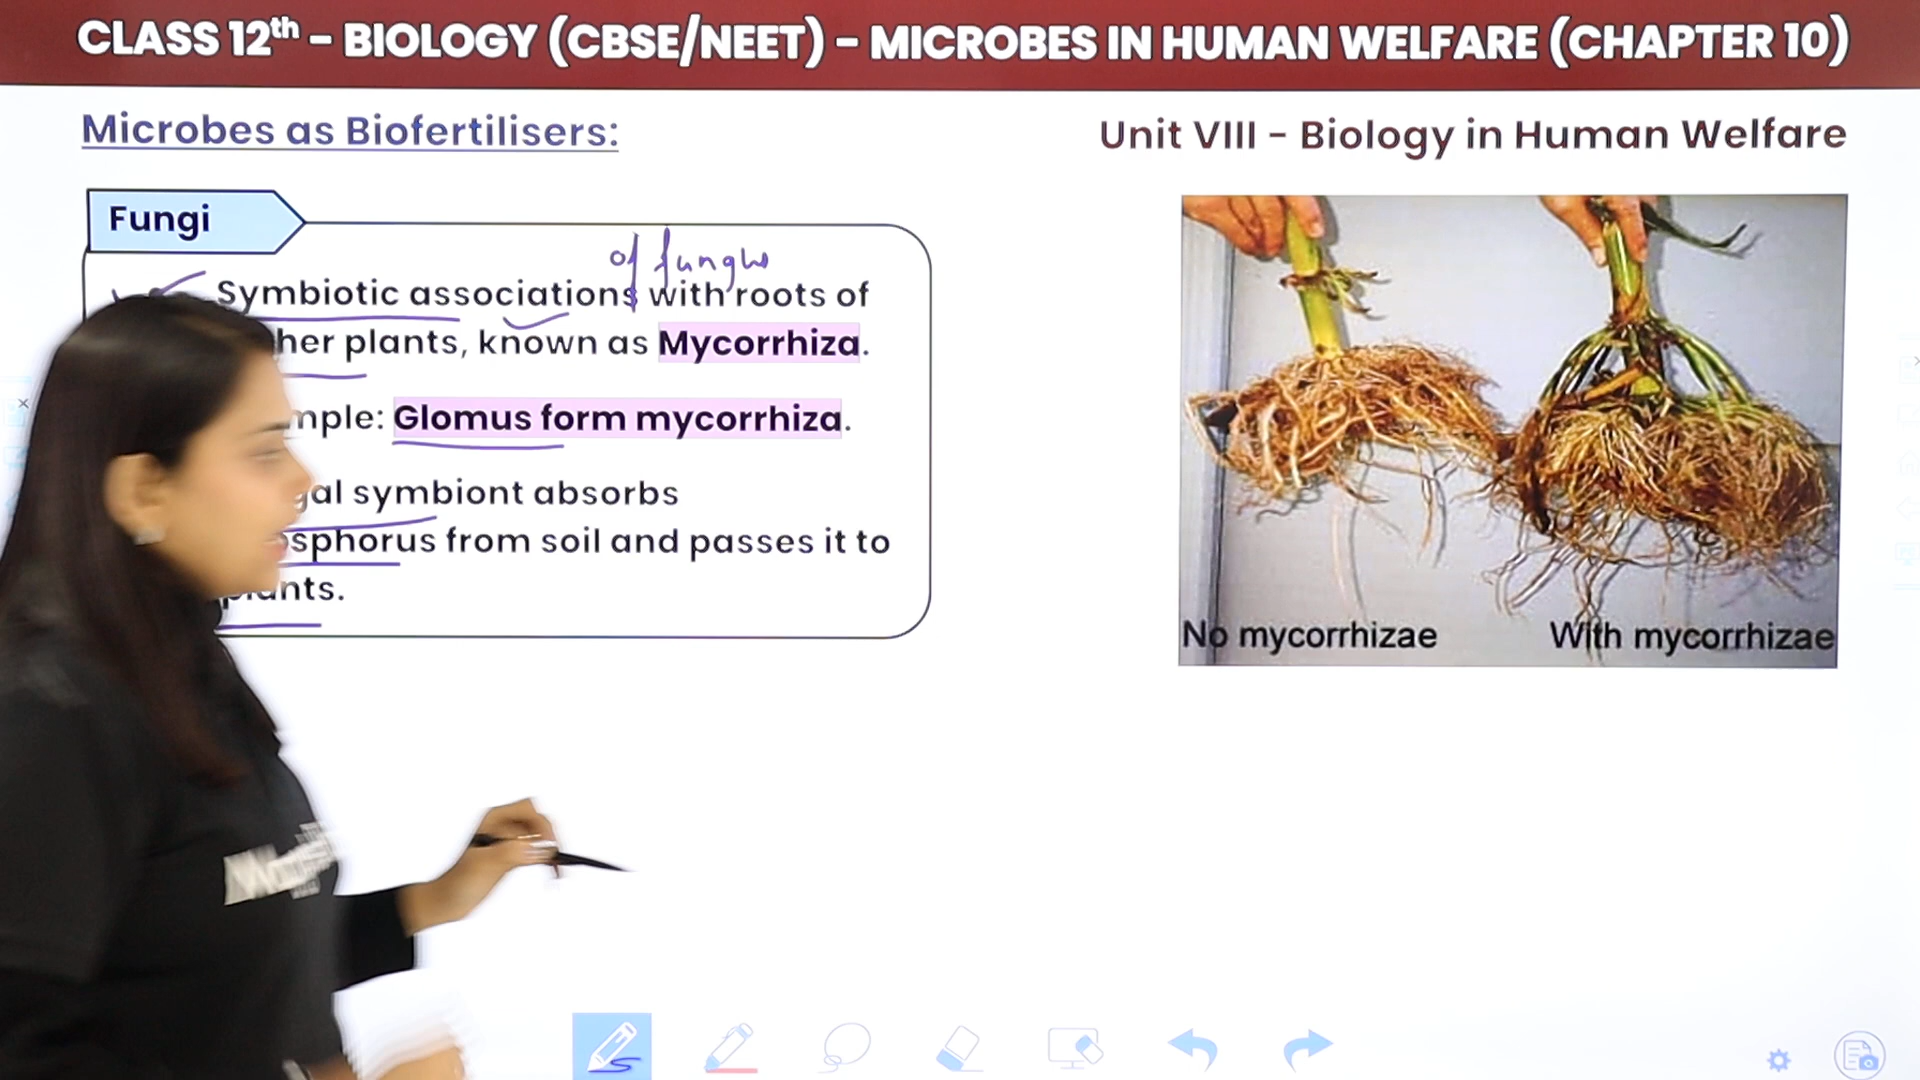 CLASS 12th - BIOLOGY (CBSE/NEET) - MICROBES IN HUMAN WELFARE (CHAPTER 10)
Microbes as Biofertilisers:
Unit VIII - Biology in Human Welfare
Fungi
of fungus
Symbiotic associations with roots of
her plants, known as Mycorrhiza.
mple: Glomus form mycorrhiza.
gal symbiont absorbs
sphorus from soil and passes it to
plants.
No mycorrhizae
With mycorrhizae